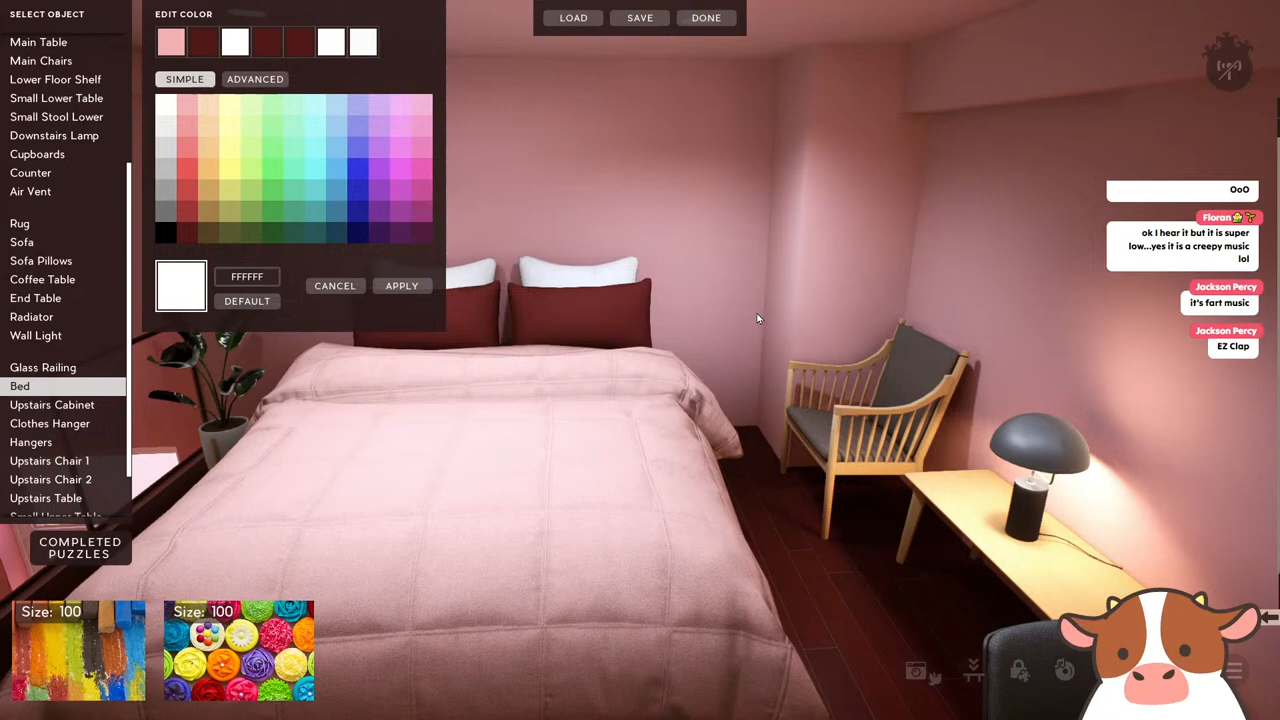 SELECT OBJECT
Main Table
Main Chairs
Lower Floor Shelf
Small Lower Table
Small Stool Lower
Downstairs Lamp
Cupboards
Counter
Air Vent
Rug
Sofa
Sofa Pillows
Coffee Table
End Table
Radiator
Wall Light
Glass Railing
Bed
Upstairs Cabinet
Clothes Hanger
Hangers
Upstairs Chair 1
Upstairs Chair 2
Upstairs Table
Small Upper Table
COMPLETED
PUZZLES
Size: 100
Size: 100
EDIT COLOR
SIMPLE
ADVANCED
FFFFFF
DEFAULT
CANCEL
APPLY
LOAD
SAVE
DONE
OoO
Floran
ok I hear it but it is super
low...yes it is a creepy music
lol
Jackson Percy
it's fart music
Jackson Percy
EZ Clap